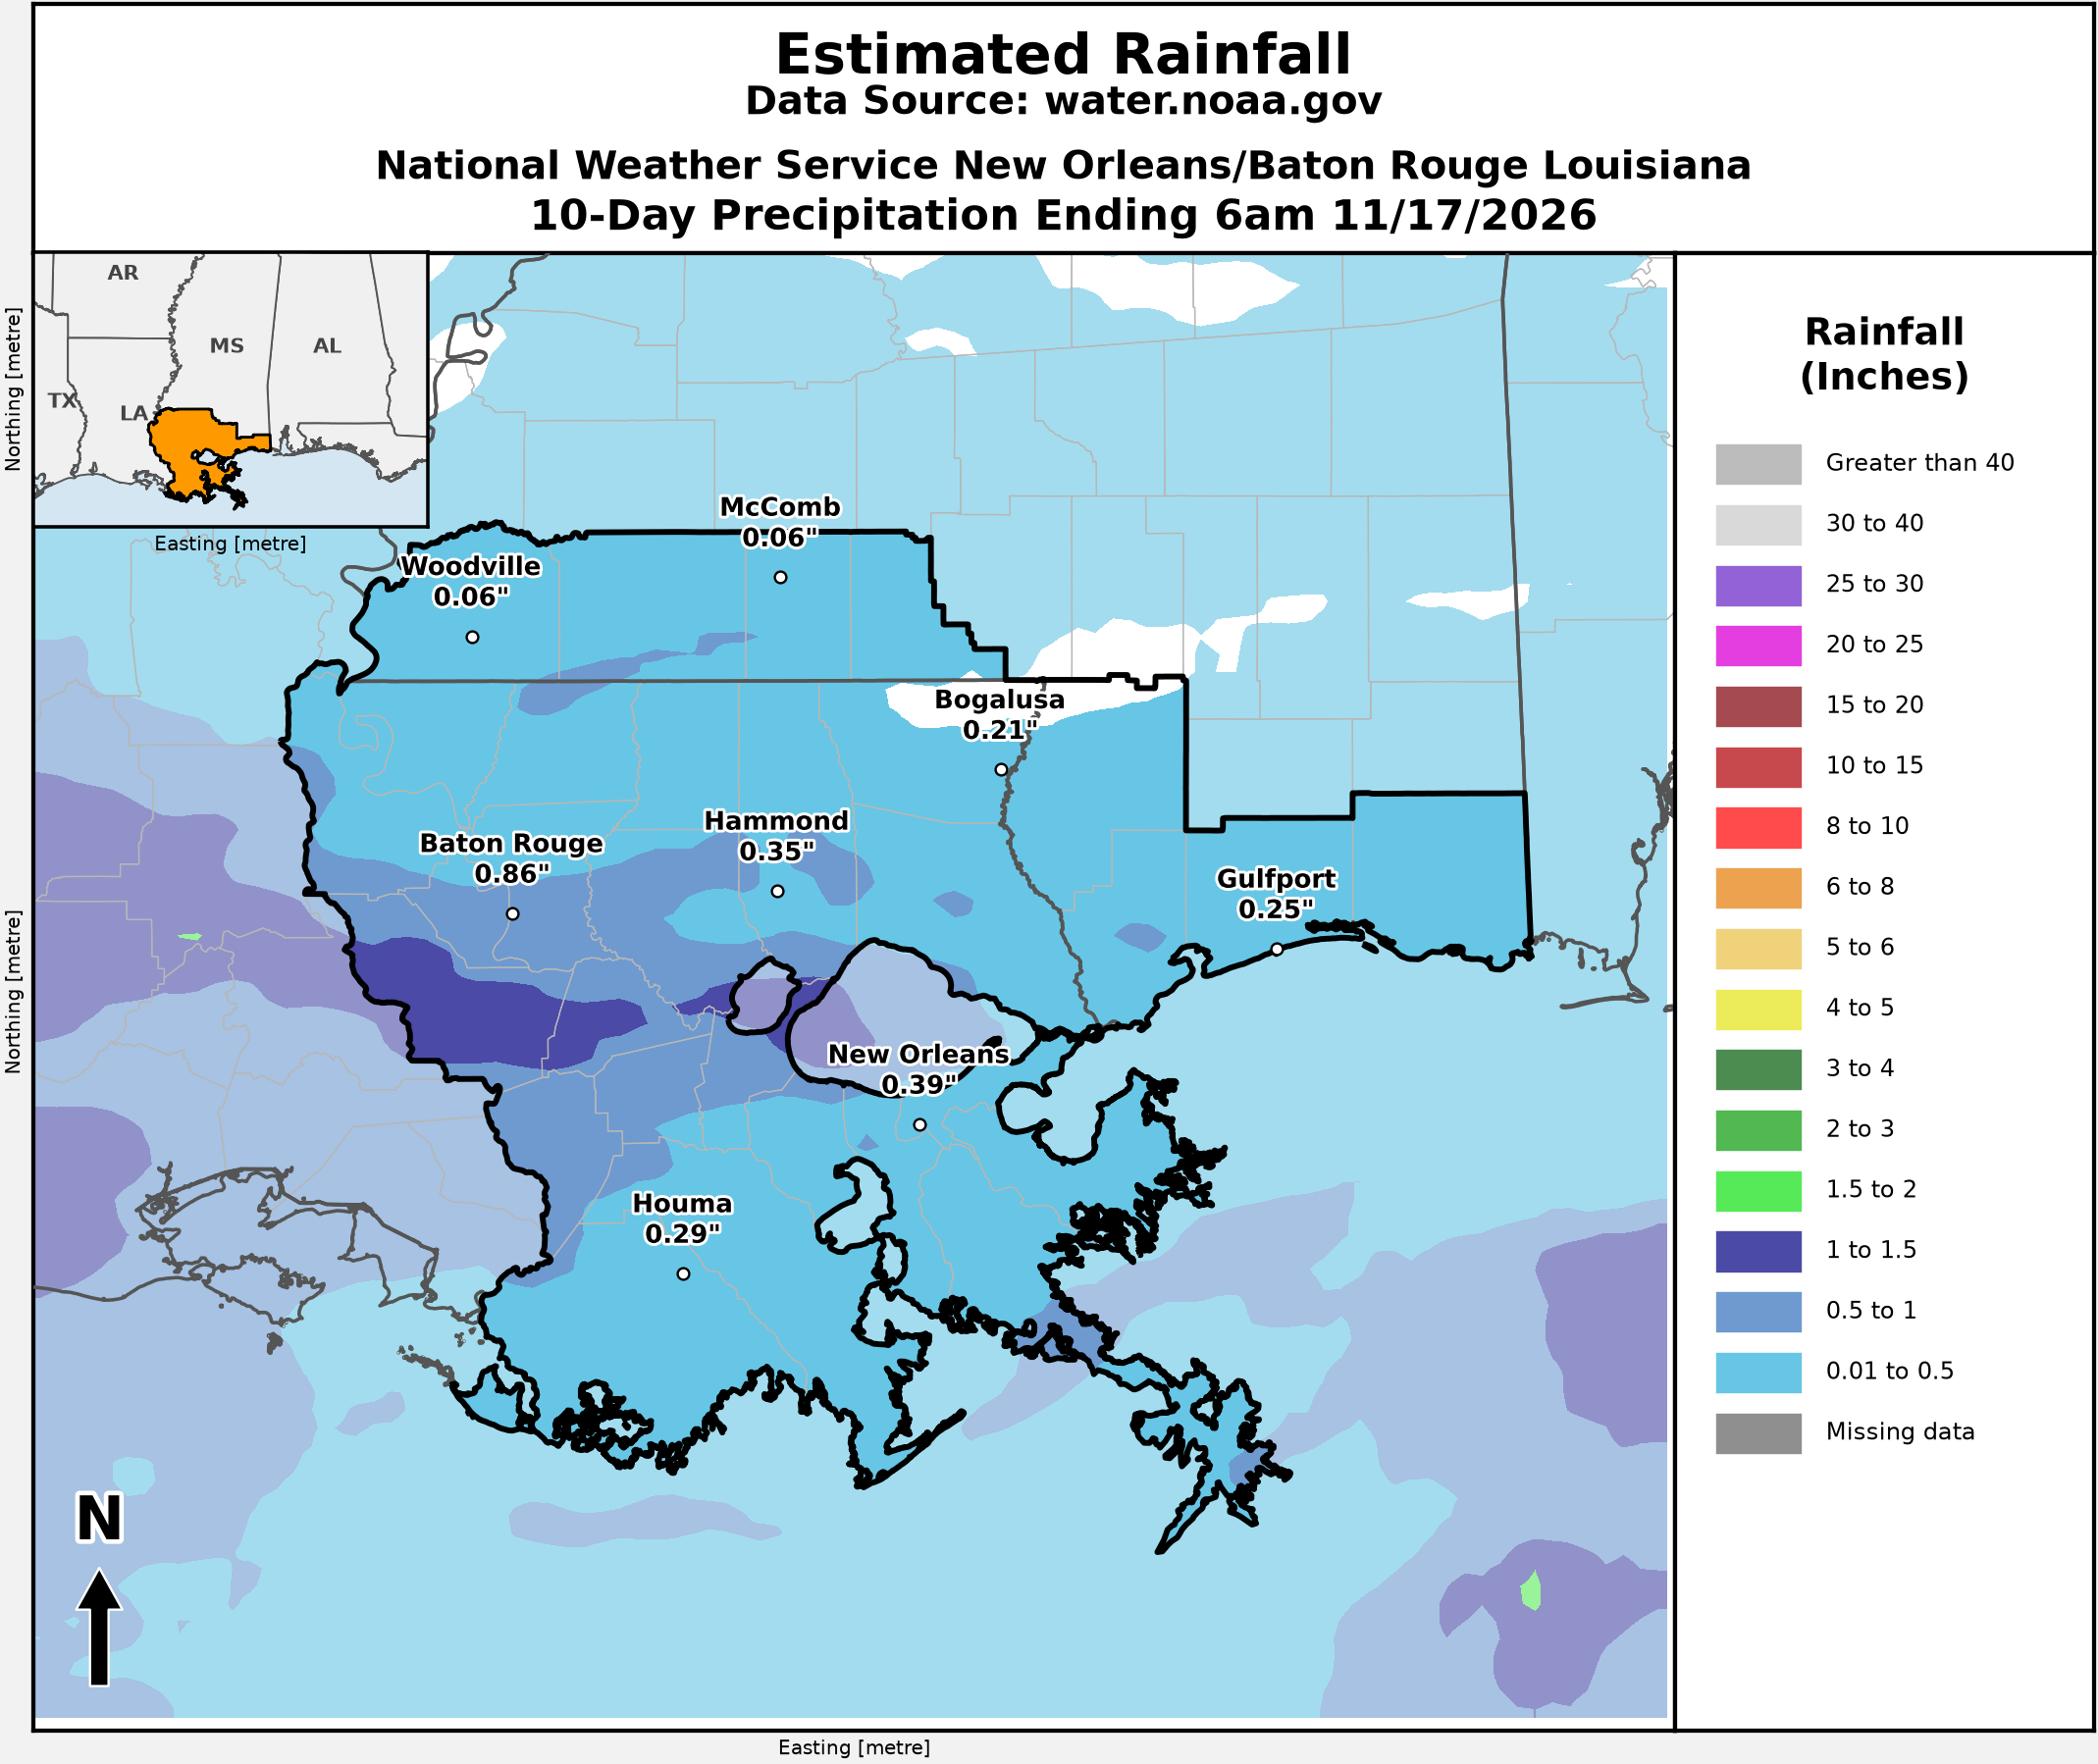 Estimated Rainfall
Data Source: water.noaa.gov
National Weather Service New Orleans/Baton Rouge Louisiana
10-Day Precipitation Ending 6am 11/17/2026
AR
MS
AL
TX
LA
Easting [metre]
Northing [metre]
McComb
0.06"
Woodville
0.06"
Bogalusa
0.21"
Hammond
0.35"
Baton Rouge
0.86"
Gulfport
0.25"
New Orleans
0.39"
Houma
0.29"
N
Northing [metre]
Easting [metre]
Rainfall
(Inches)
Greater than 40
30 to 40
25 to 30
20 to 25
15 to 20
10 to 15
8 to 10
6 to 8
5 to 6
4 to 5
3 to 4
2 to 3
1.5 to 2
1 to 1.5
0.5 to 1
0.01 to 0.5
Missing data